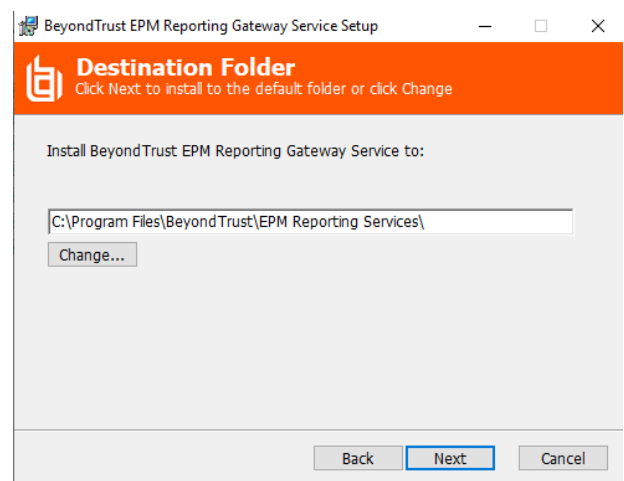 BeyondTrust EPM Reporting Gateway Service Setup
Destination Folder
Click Next to install to the default folder or click Change
Install BeyondTrust EPM Reporting Gateway Service to:
C:\Program Files\BeyondTrust\EPM Reporting Services\
Change...
Back Next Cancel